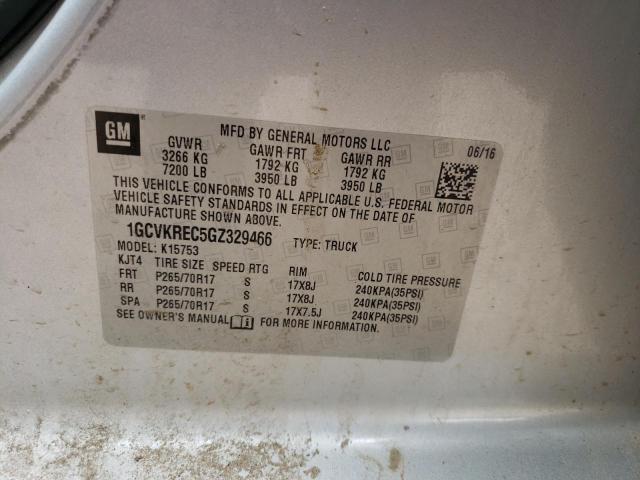 GM
MFD BY GENERAL MOTORS LLC
06/16
GVWR GAWR FRT GAWR RR
3266 KG 1792 KG 1792 KG
7200 LB 3950 LB 3950 LB
THIS VEHICLE CONFORMS TO ALL APPLICABLE U.S. FEDERAL MOTOR
VEHICLE SAFETY STANDARDS IN EFFECT ON THE DATE OF
MANUFACTURE SHOWN ABOVE.
1GCVKREC5GZ329466 TYPE: TRUCK
MODEL: K15753
KJT4 TIRE SIZE SPEED RTG RIM COLD TIRE PRESSURE
FRT P265/70R17 S 17X8J 240KPA(35PSI)
RR P265/70R17 S 17X8J 240KPA(35PSI)
SPA P265/70R17 S 17X7.5J 240KPA(35PSI)
SEE OWNER'S MANUAL FOR MORE INFORMATION.